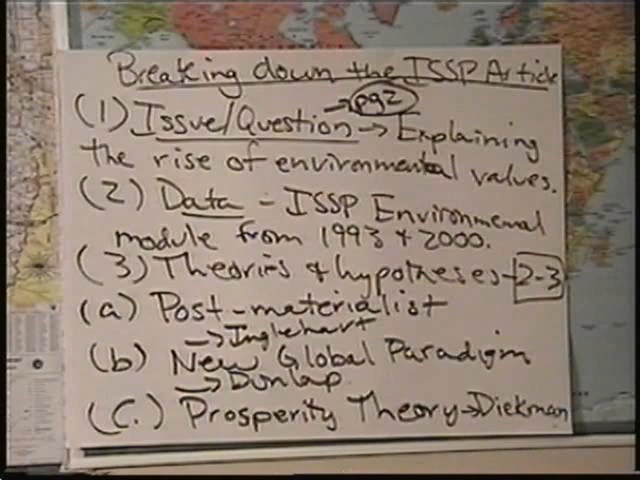 Breaking down the ISSP Article
→ pg2
(1) Issue/Question → Explaining
the rise of environmental values.
(2) Data - ISSP Environmental
module from 1993 + 2000.
(3) Theories + hypotheses - 2-3
(a) Post-materialist
→ Inglehart
(b) New Global Paradigm
→ Dunlap
(C.) Prosperity Theory → Diekman